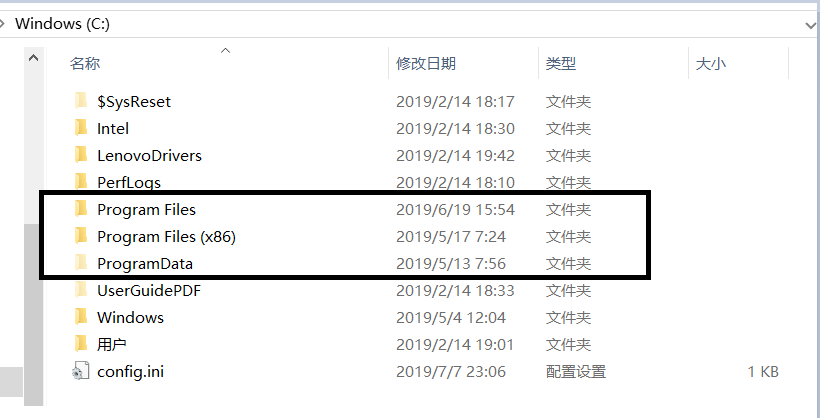 Windows (C:)
名称 修改日期 类型 大小
$SysReset 2019/2/14 18:17 文件夹
Intel 2019/2/14 18:30 文件夹
LenovoDrivers 2019/2/14 19:42 文件夹
PerfLogs 2019/2/14 18:10 文件夹
Program Files 2019/6/19 15:54 文件夹
Program Files (x86) 2019/5/17 7:24 文件夹
ProgramData 2019/5/13 7:56 文件夹
UserGuidePDF 2019/2/14 18:33 文件夹
Windows 2019/5/4 12:04 文件夹
用户 2019/2/14 19:01 文件夹
config.ini 2019/7/7 23:06 配置设置 1 KB